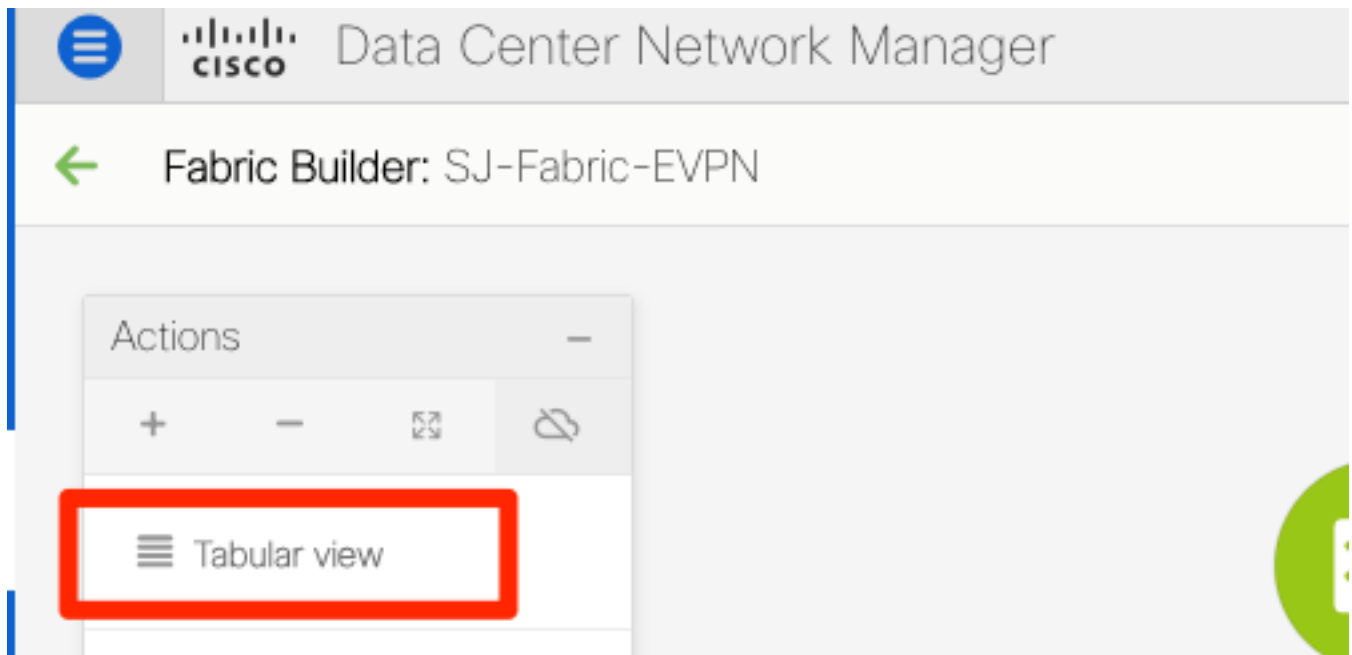 cisco Data Center Network Manager
Fabric Builder: SJ-Fabric-EVPN
Actions
Tabular view